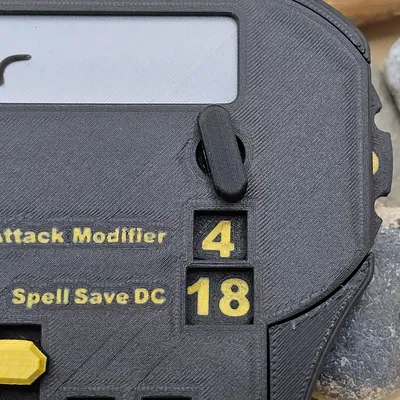 Attack Modifier 4
Spell Save DC 18